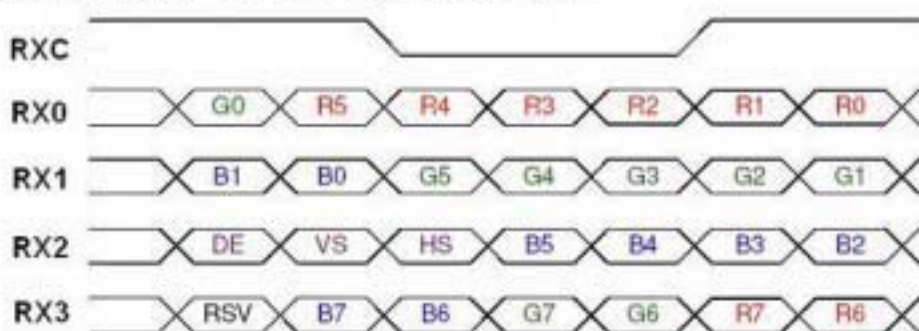 RXC
RX0 G0 R5 R4 R3 R2 R1 R0
RX1 B1 B0 G5 G4 G3 G2 G1
RX2 DE VS HS B5 B4 B3 B2
RX3 RSV B7 B6 G7 G6 R7 R6